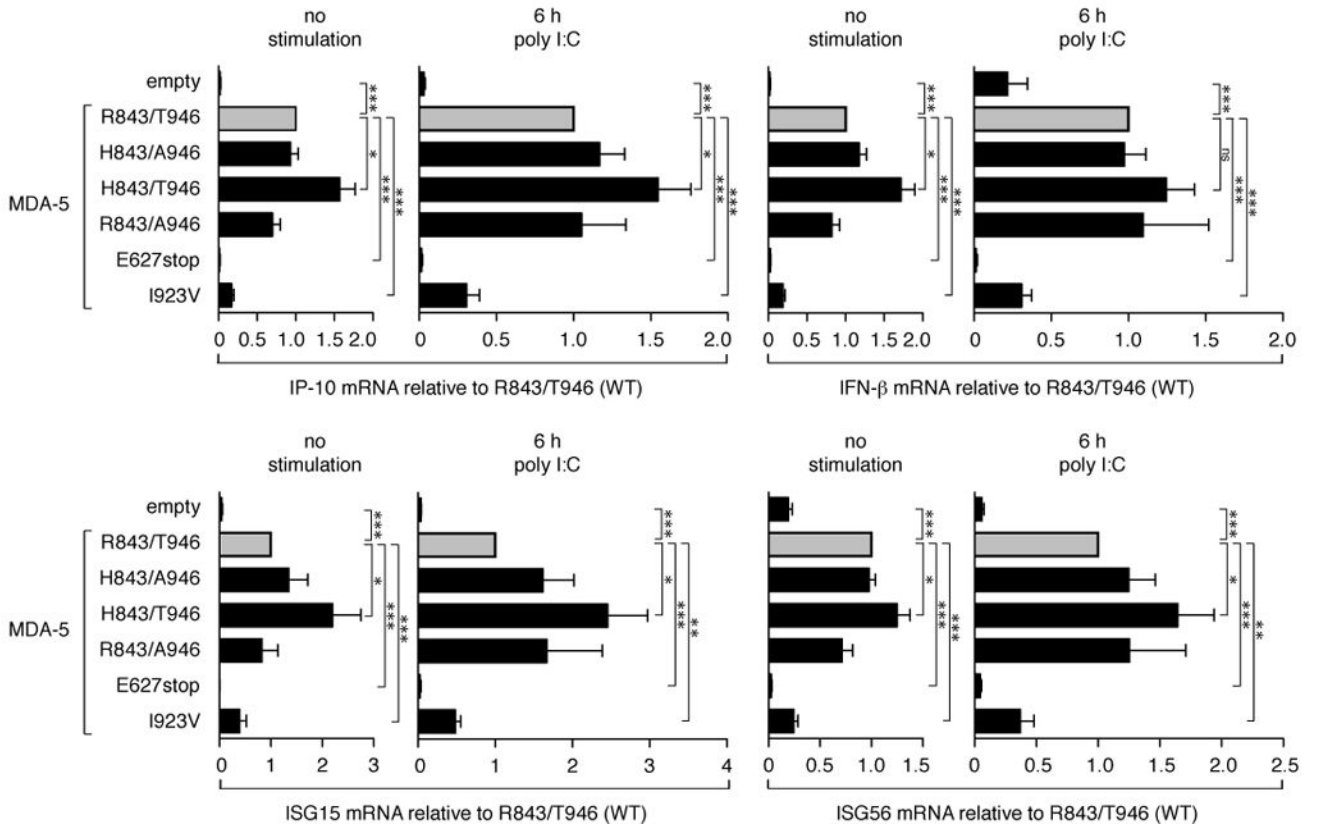 no stimulation
6 h poly I:C
no stimulation
6 h poly I:C
empty
R843/T946
H843/A946
H843/T946
R843/A946
E627stop
I923V
MDA-5
***
*
***
***
***
*
***
***
***
*
***
***
***
ns
***
***
0 0.5 1.0 1.5 2.0
0 0.5 1.0 1.5 2.0
0 0.5 1.0 1.5 2.0
0 0.5 1.0 1.5 2.0
IP-10 mRNA relative to R843/T946 (WT)
IFN-β mRNA relative to R843/T946 (WT)
no stimulation
6 h poly I:C
no stimulation
6 h poly I:C
empty
R843/T946
H843/A946
H843/T946
R843/A946
E627stop
I923V
MDA-5
***
*
***
***
***
*
***
**
***
*
***
***
***
*
***
**
0 1 2 3
0 1 2 3 4
0 0.5 1.0 1.5
0 0.5 1.0 1.5 2.0 2.5
ISG15 mRNA relative to R843/T946 (WT)
ISG56 mRNA relative to R843/T946 (WT)